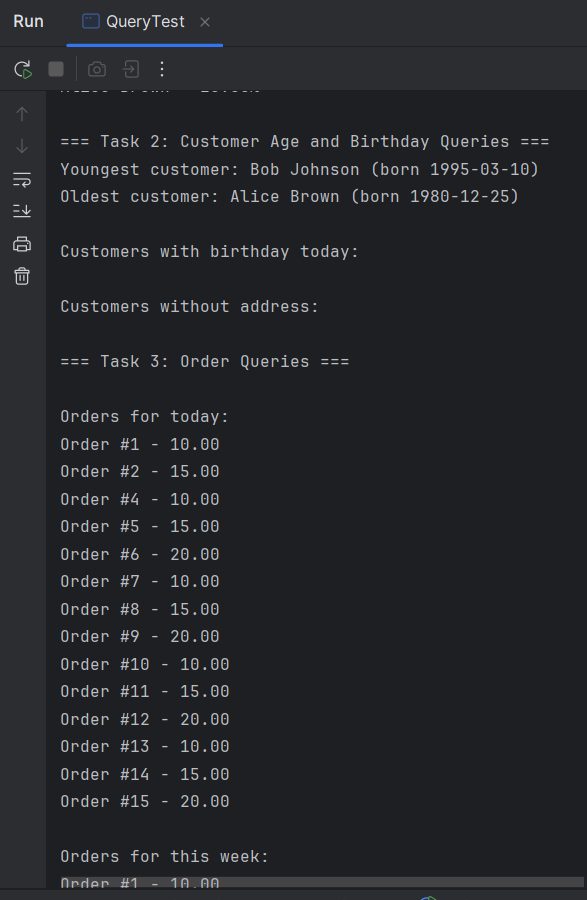 Run
QueryTest
=== Task 2: Customer Age and Birthday Queries ===
Youngest customer: Bob Johnson (born 1995-03-10)
Oldest customer: Alice Brown (born 1980-12-25)
Customers with birthday today:
Customers without address:
=== Task 3: Order Queries ===
Orders for today:
Order #1 - 10.00
Order #2 - 15.00
Order #4 - 10.00
Order #5 - 15.00
Order #6 - 20.00
Order #7 - 10.00
Order #8 - 15.00
Order #9 - 20.00
Order #10 - 10.00
Order #11 - 15.00
Order #12 - 20.00
Order #13 - 10.00
Order #14 - 15.00
Order #15 - 20.00
Orders for this week:
Order #1 - 10.00